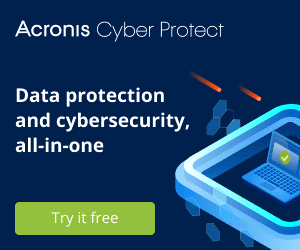 Acronis Cyber Protect
Data protection
and cybersecurity,
all-in-one
Try it free